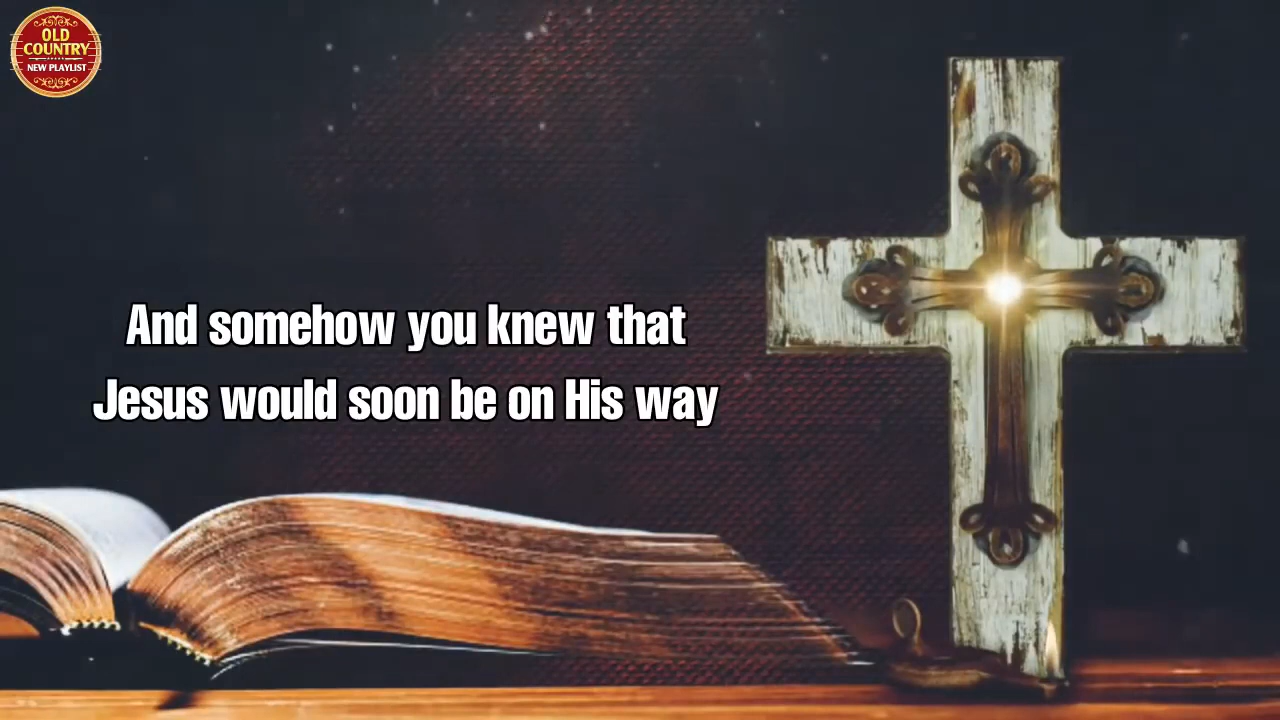 OLD
COUNTRY
NEW PLAYLIST
And somehow you knew that
Jesus would soon be on His way